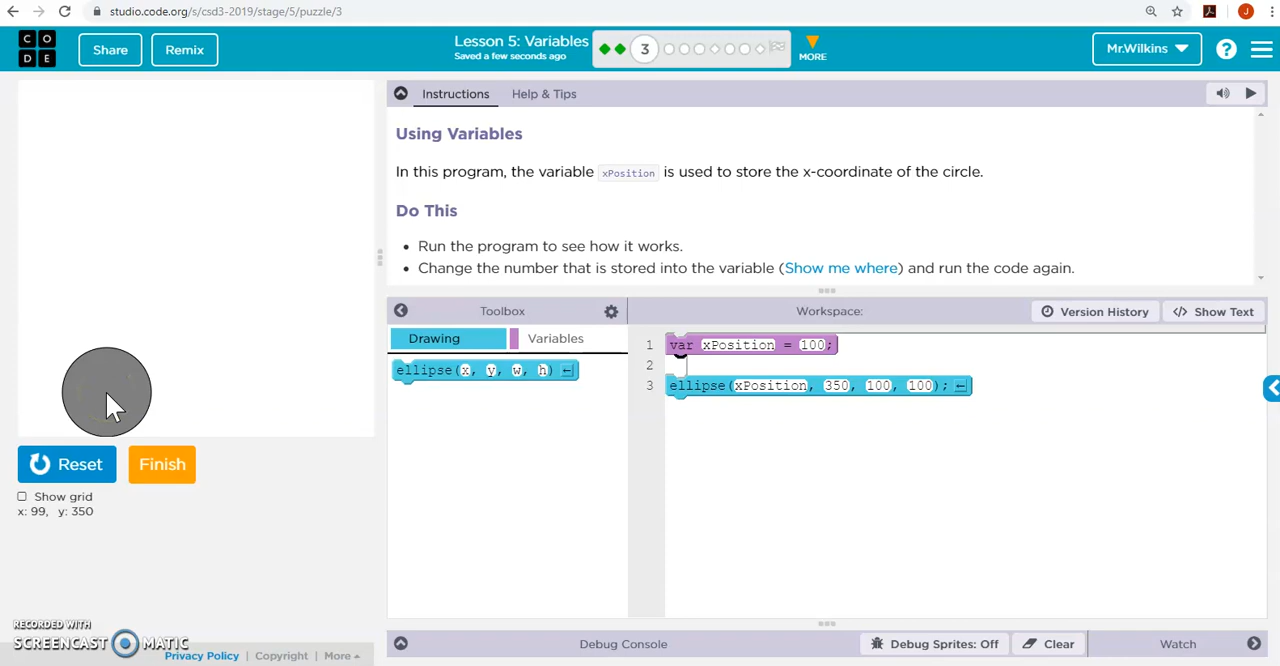 studio.code.org/s/csd3-2019/stage/5/puzzle/3
J
C O
D E
Share
Remix
Lesson 5: Variables
Saved a few seconds ago
3
MORE
Mr.Wilkins
?
Instructions
Help & Tips
Using Variables
In this program, the variable xPosition is used to store the x-coordinate of the circle.
Do This
• Run the program to see how it works.
• Change the number that is stored into the variable (Show me where) and run the code again.
Toolbox
Workspace:
Version History
</> Show Text
Drawing
Variables
ellipse(x, y, w, h)
1 var xPosition = 100;
2
3 ellipse(xPosition, 350, 100, 100);
Reset
Finish
Show grid
x: 99, y: 350
RECORDED WITH
SCREENCAST MATIC
Privacy Policy | Copyright | More
Debug Console
Debug Sprites: Off
Clear
Watch